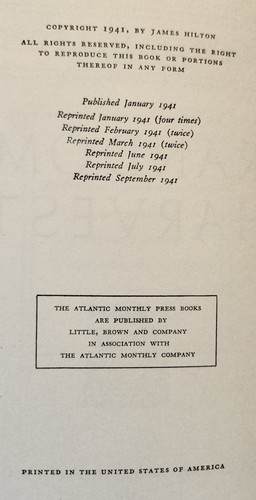 COPYRIGHT 1941, BY JAMES HILTON
ALL RIGHTS RESERVED, INCLUDING THE RIGHT
TO REPRODUCE THIS BOOK OR PORTIONS
THEREOF IN ANY FORM
Published January 1941
Reprinted January 1941 (four times)
Reprinted February 1941 (twice)
Reprinted March 1941 (twice)
Reprinted June 1941
Reprinted July 1941
Reprinted September 1941
THE ATLANTIC MONTHLY PRESS BOOKS
ARE PUBLISHED BY
LITTLE, BROWN AND COMPANY
IN ASSOCIATION WITH
THE ATLANTIC MONTHLY COMPANY
PRINTED IN THE UNITED STATES OF AMERICA